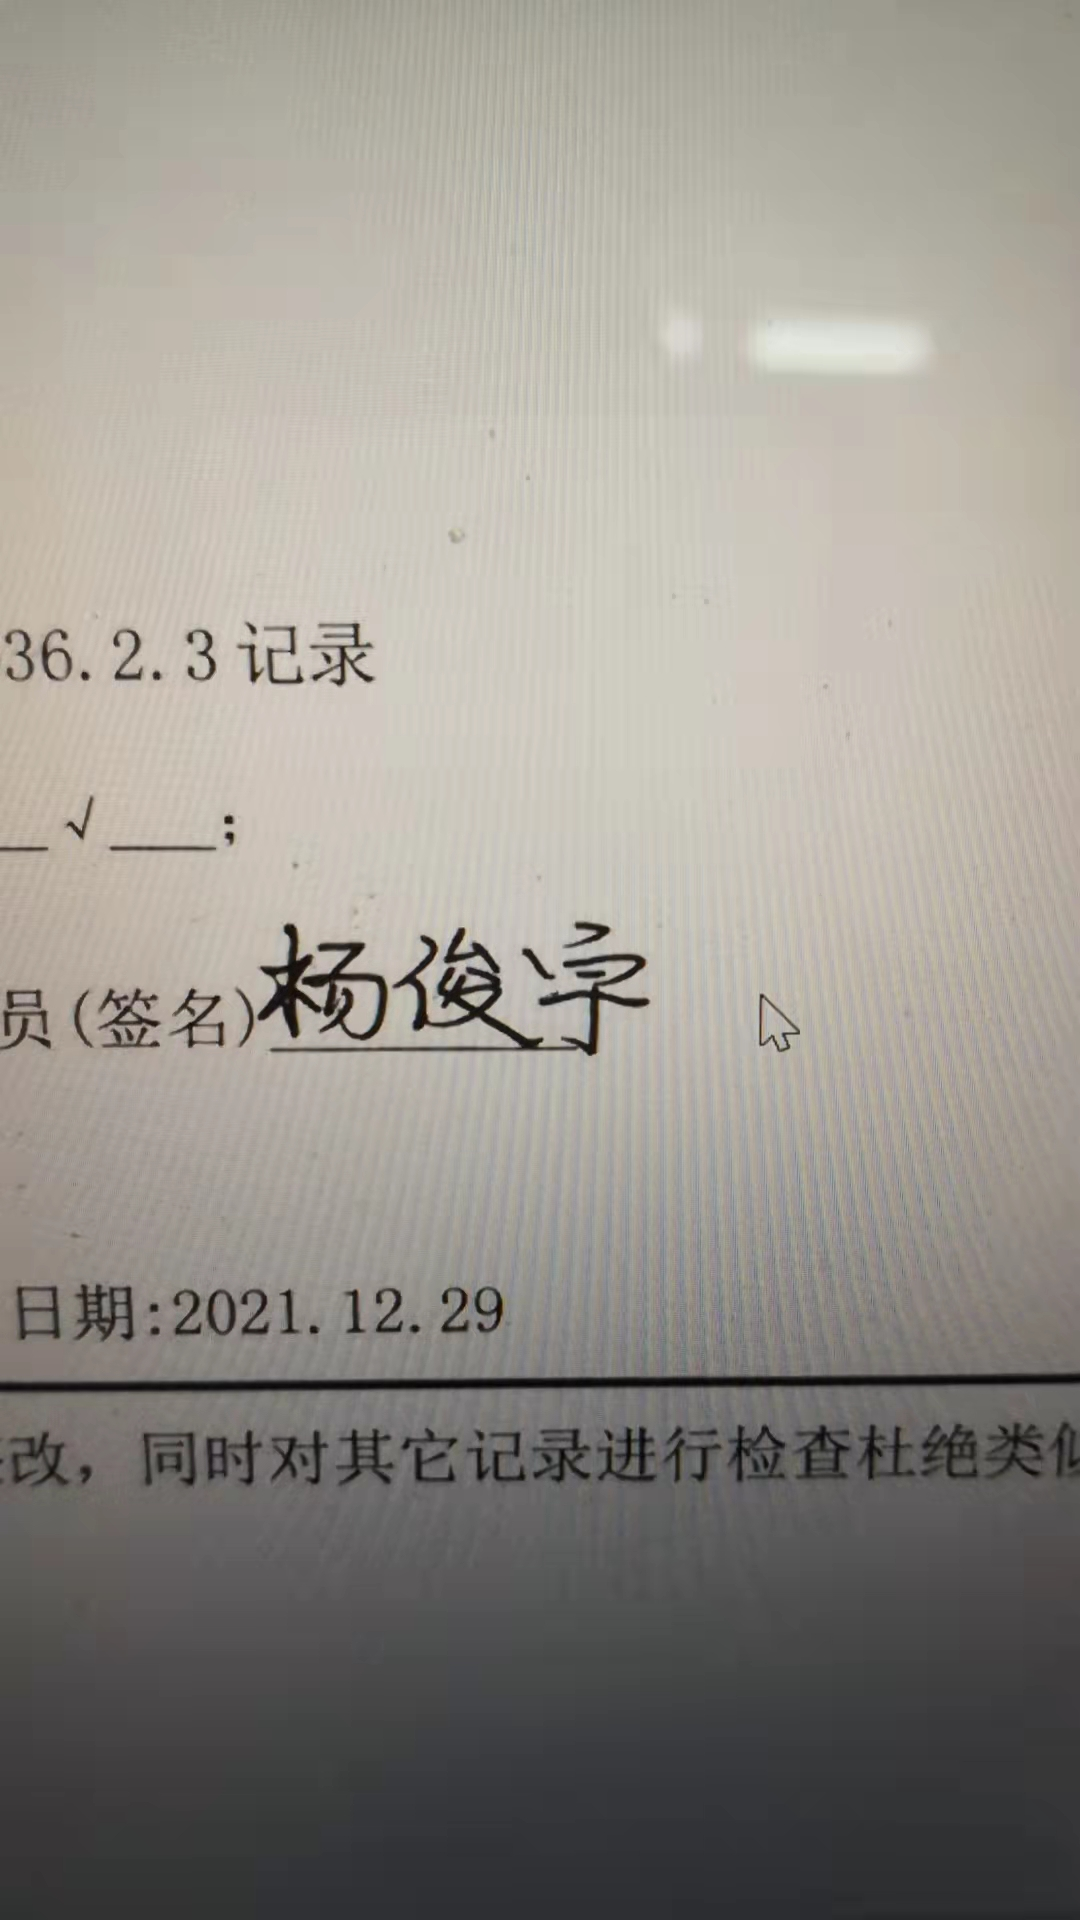 36.2.3记录
√ ;
员(签名)杨俊宇
日期:2021.12.29
改，同时对其它记录进行检查杜绝类